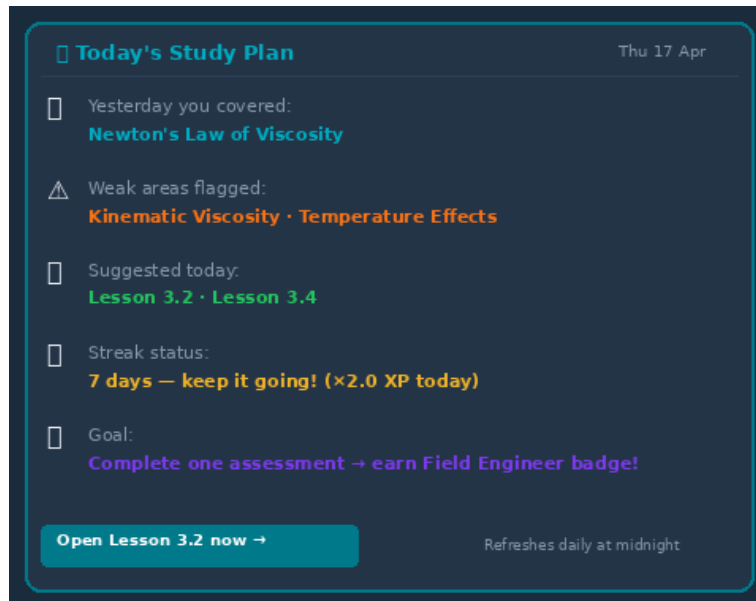 Today's Study Plan
Thu 17 Apr
Yesterday you covered:
Newton's Law of Viscosity
Weak areas flagged:
Kinematic Viscosity · Temperature Effects
Suggested today:
Lesson 3.2 · Lesson 3.4
Streak status:
7 days — keep it going! (×2.0 XP today)
Goal:
Complete one assessment → earn Field Engineer badge!
Open Lesson 3.2 now →
Refreshes daily at midnight